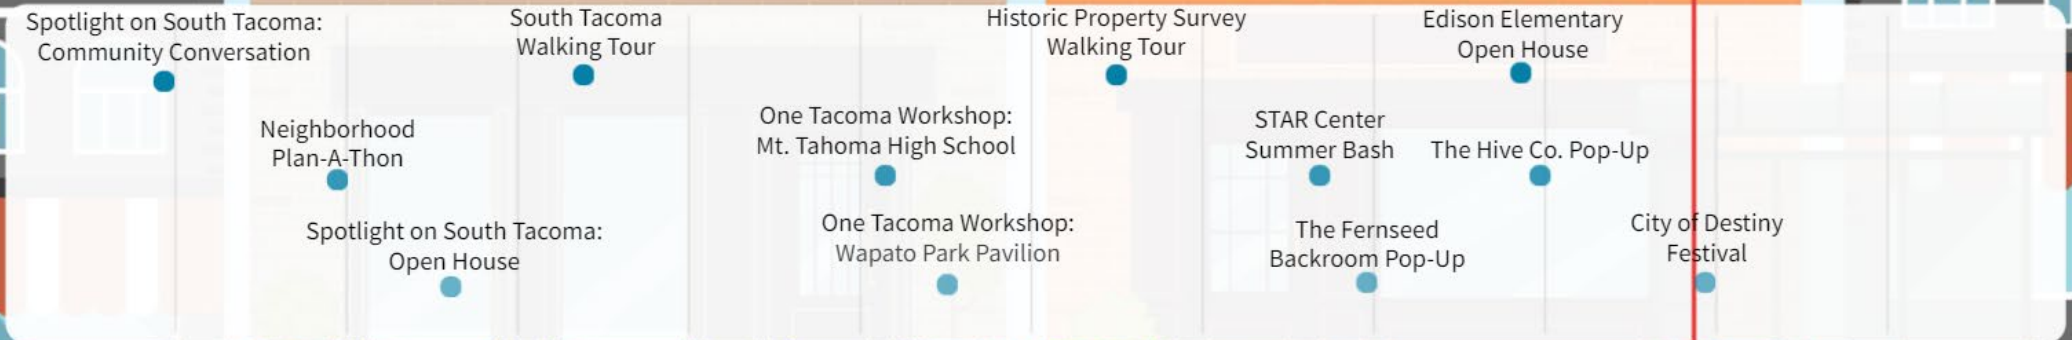 Spotlight on South Tacoma:
Community Conversation
South Tacoma
Walking Tour
Historic Property Survey
Walking Tour
Edison Elementary
Open House
Neighborhood
Plan-A-Thon
One Tacoma Workshop:
Mt. Tahoma High School
STAR Center
Summer Bash
The Hive Co. Pop-Up
Spotlight on South Tacoma:
Open House
One Tacoma Workshop:
Wapato Park Pavilion
The Fernseed
Backroom Pop-Up
City of Destiny
Festival